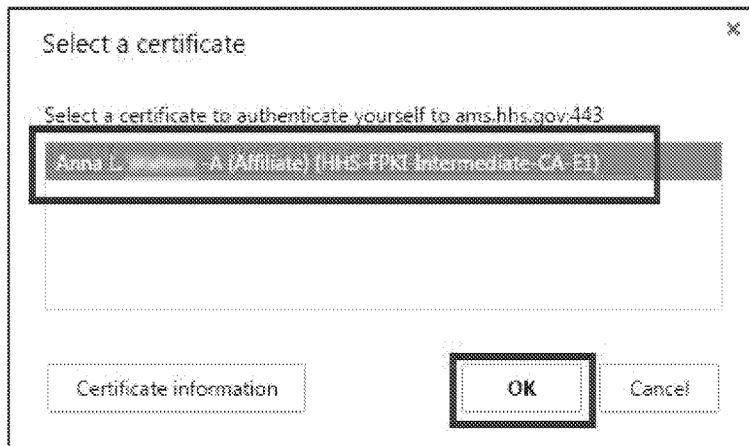 Select a certificate
Select a certificate to authenticate yourself to ams.hhs.gov:443
Anna L. -A (Affiliate) (HHS-FPKI-Intermediate-CA-E1)
Certificate information
OK
Cancel